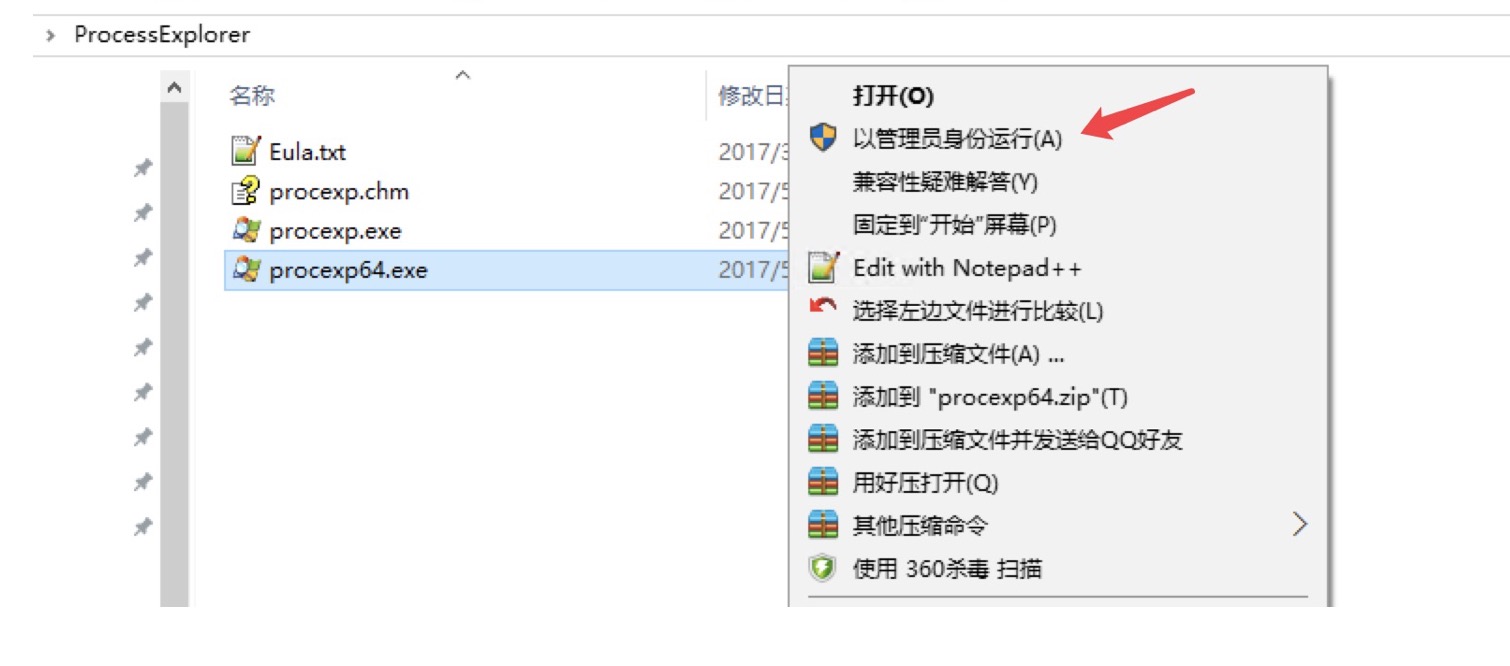 ProcessExplorer
名称
修改日
Eula.txt
2017/3
procexp.chm
2017/5
procexp.exe
2017/5
procexp64.exe
2017/5
打开(O)
以管理员身份运行(A)
兼容性疑难解答(Y)
固定到“开始”屏幕(P)
Edit with Notepad++
选择左边文件进行比较(L)
添加到压缩文件(A) ...
添加到 "procexp64.zip"(T)
添加到压缩文件并发送给QQ好友
用好压打开(Q)
其他压缩命令
使用 360杀毒 扫描